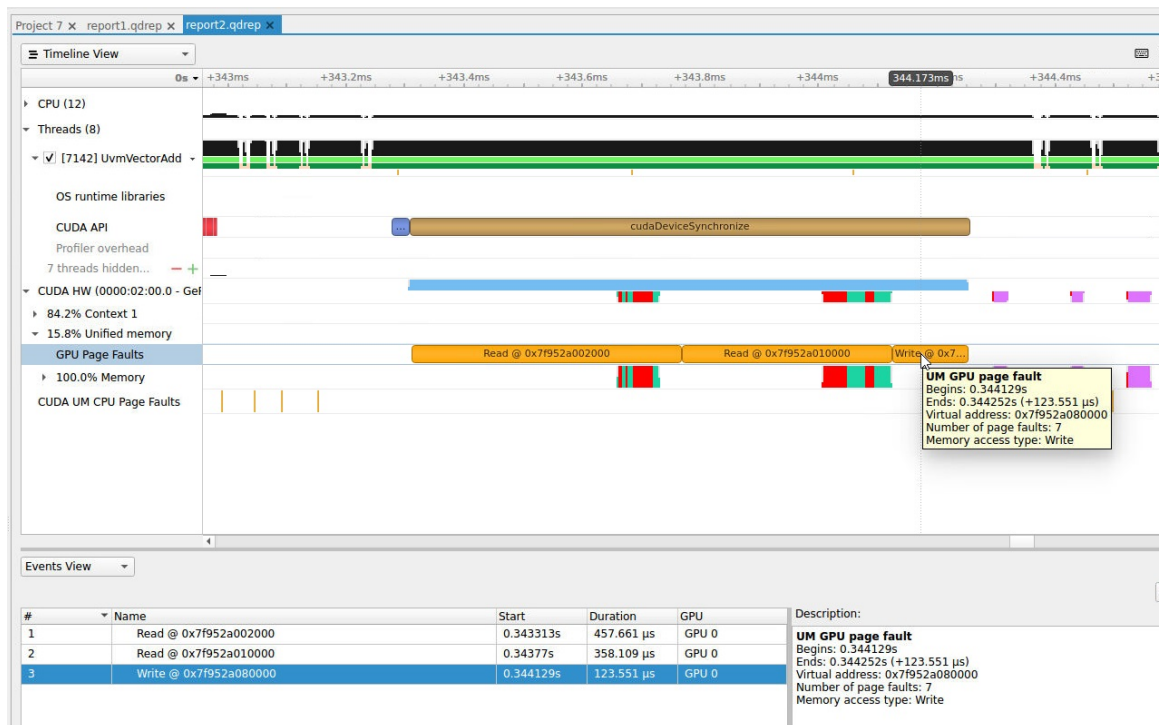 Project 7 × report1.qdrep × report2.qdrep ×
Timeline View
0s +343ms +343.2ms +343.4ms +343.6ms +343.8ms +344ms 344.173ms +344.4ms
CPU (12)
Threads (8)
[7142] UvmVectorAdd
OS runtime libraries
CUDA API ... cudaDeviceSynchronize
Profiler overhead
7 threads hidden... − +
CUDA HW (0000:02:00.0 - GeF
84.2% Context 1
15.8% Unified memory
GPU Page Faults Read @ 0x7f952a002000 Read @ 0x7f952a010000 Write @ 0x7...
100.0% Memory
CUDA UM CPU Page Faults
UM GPU page fault
Begins: 0.344129s
Ends: 0.344252s (+123.551 µs)
Virtual address: 0x7f952a080000
Number of page faults: 7
Memory access type: Write
Events View
# Name Start Duration GPU
1 Read @ 0x7f952a002000 0.343313s 457.661 µs GPU 0
2 Read @ 0x7f952a010000 0.34377s 358.109 µs GPU 0
3 Write @ 0x7f952a080000 0.344129s 123.551 µs GPU 0
Description:
UM GPU page fault
Begins: 0.344129s
Ends: 0.344252s (+123.551 µs)
Virtual address: 0x7f952a080000
Number of page faults: 7
Memory access type: Write